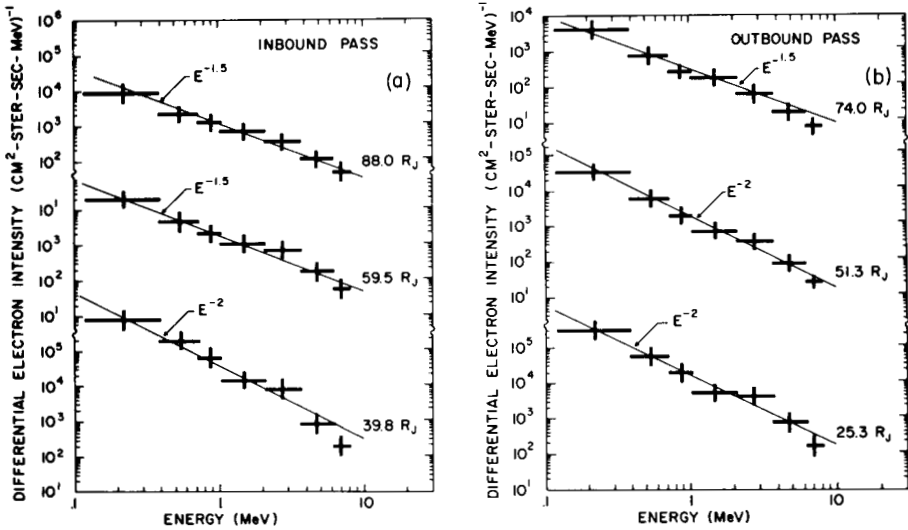 DIFFERENTIAL ELECTRON INTENSITY (CM²-STER-SEC-MeV)⁻¹
10⁶
10⁵
10⁴
10³
10²
10¹
10³
10²
10¹
10⁵
10⁴
10³
10²
10¹
INBOUND PASS
(a)
E⁻¹·⁵
88.0 R_J
E⁻¹·⁵
59.5 R_J
E⁻²
39.8 R_J
.1 1 10
ENERGY (MeV)
DIFFERENTIAL ELECTRON INTENSITY (CM²-STER-SEC-MeV)⁻¹
10⁴
10³
10²
10¹
10⁵
10⁴
10³
10²
10¹
10⁵
10⁴
10³
10²
10¹
OUTBOUND PASS
(b)
E⁻¹·⁵
74.0 R_J
E⁻²
51.3 R_J
E⁻²
25.3 R_J
.1 1 10
ENERGY (MeV)